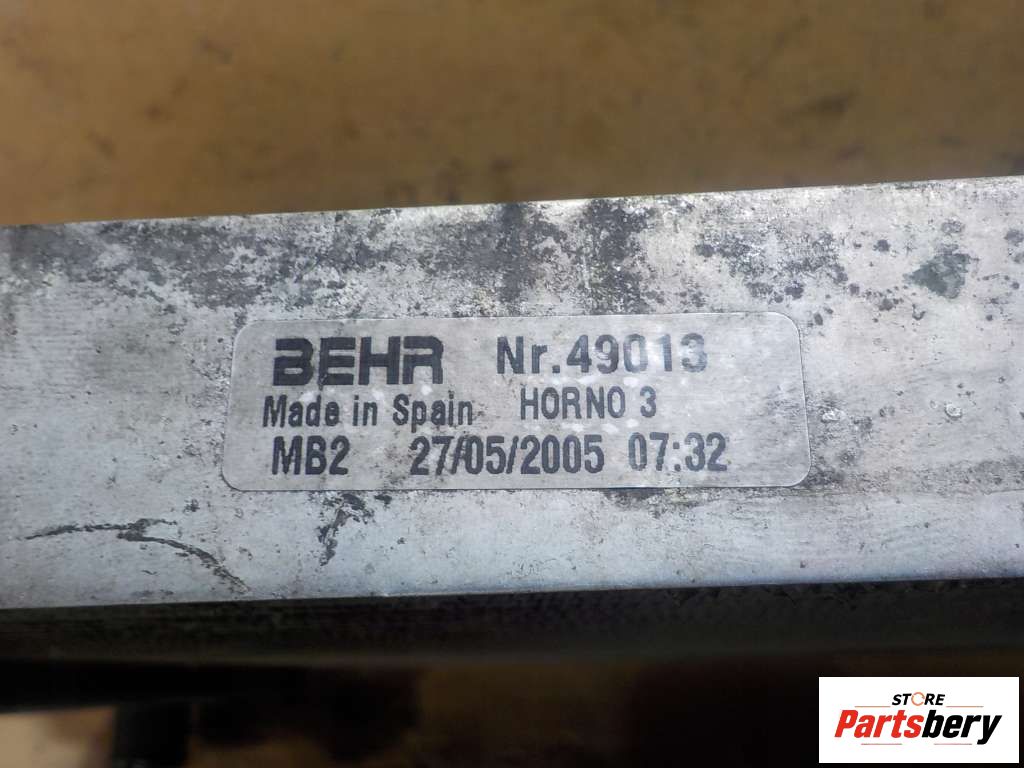 BEHR Nr.49013
Made in Spain HORNO 3
MB2 27/05/2005 07:32
STORE
Partsbery